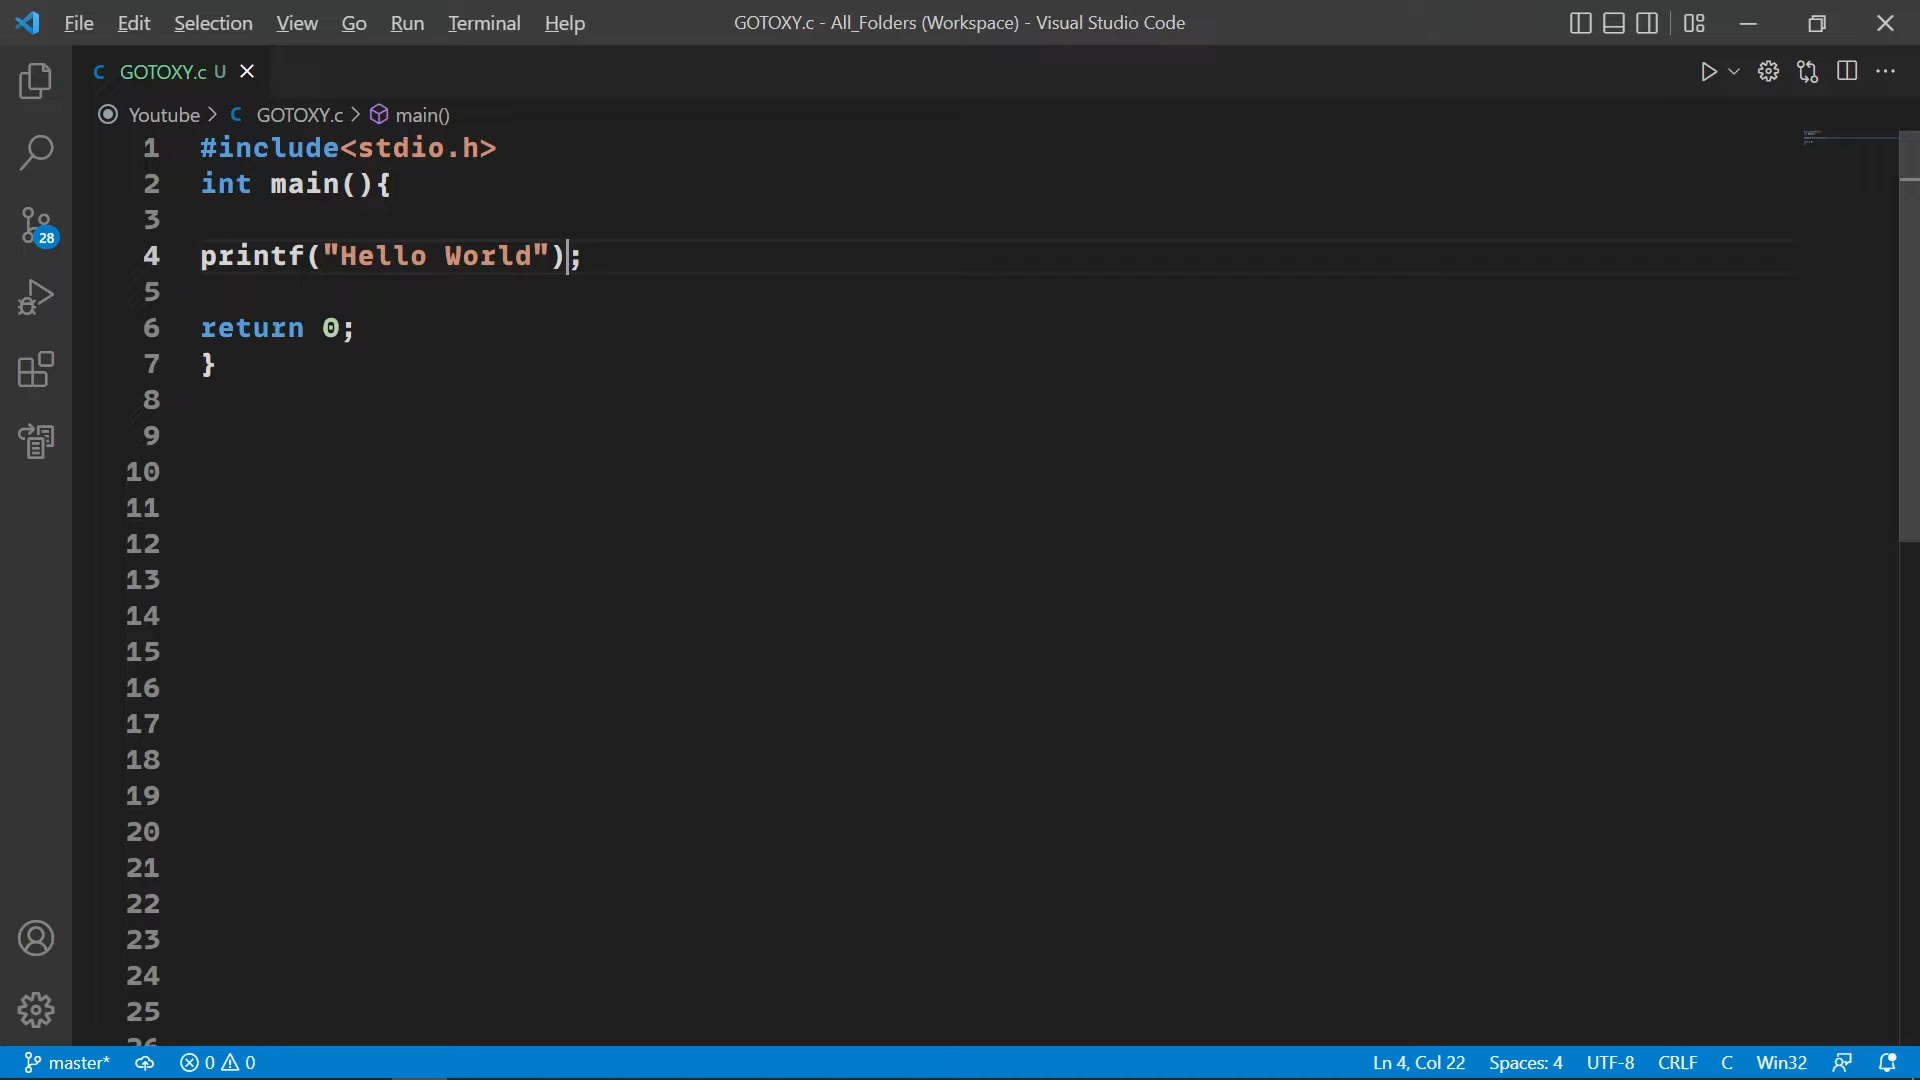 File Edit Selection View Go Run Terminal Help GOTOXY.c - All_Folders (Workspace) - Visual Studio Code
C GOTOXY.c U
Youtube > C GOTOXY.c > main()
1 #include<stdio.h>
2 int main(){
3
4 printf("Hello World");
5
6 return 0;
7 }
8
9
10
11
12
13
14
15
16
17
18
19
20
21
22
23
24
25
26
28
master* 0 0 Ln 4, Col 22 Spaces: 4 UTF-8 CRLF C Win32